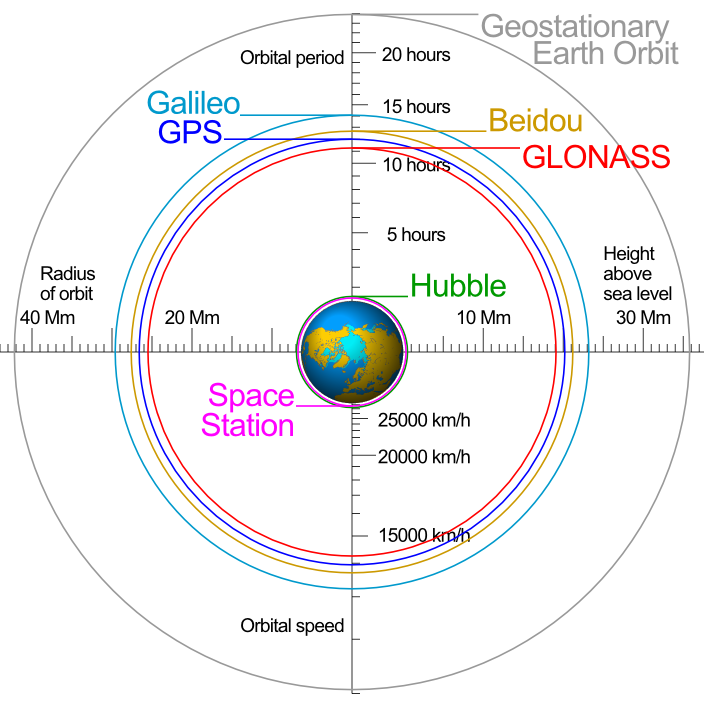 Geostationary
Earth Orbit
Orbital period
20 hours
Galileo
15 hours
GPS
Beidou
GLONASS
10 hours
5 hours
Radius
of orbit
40 Mm
20 Mm
Height
above
sea level
10 Mm
30 Mm
Hubble
Space
Station
25000 km/h
20000 km/h
15000 km/h
Orbital speed